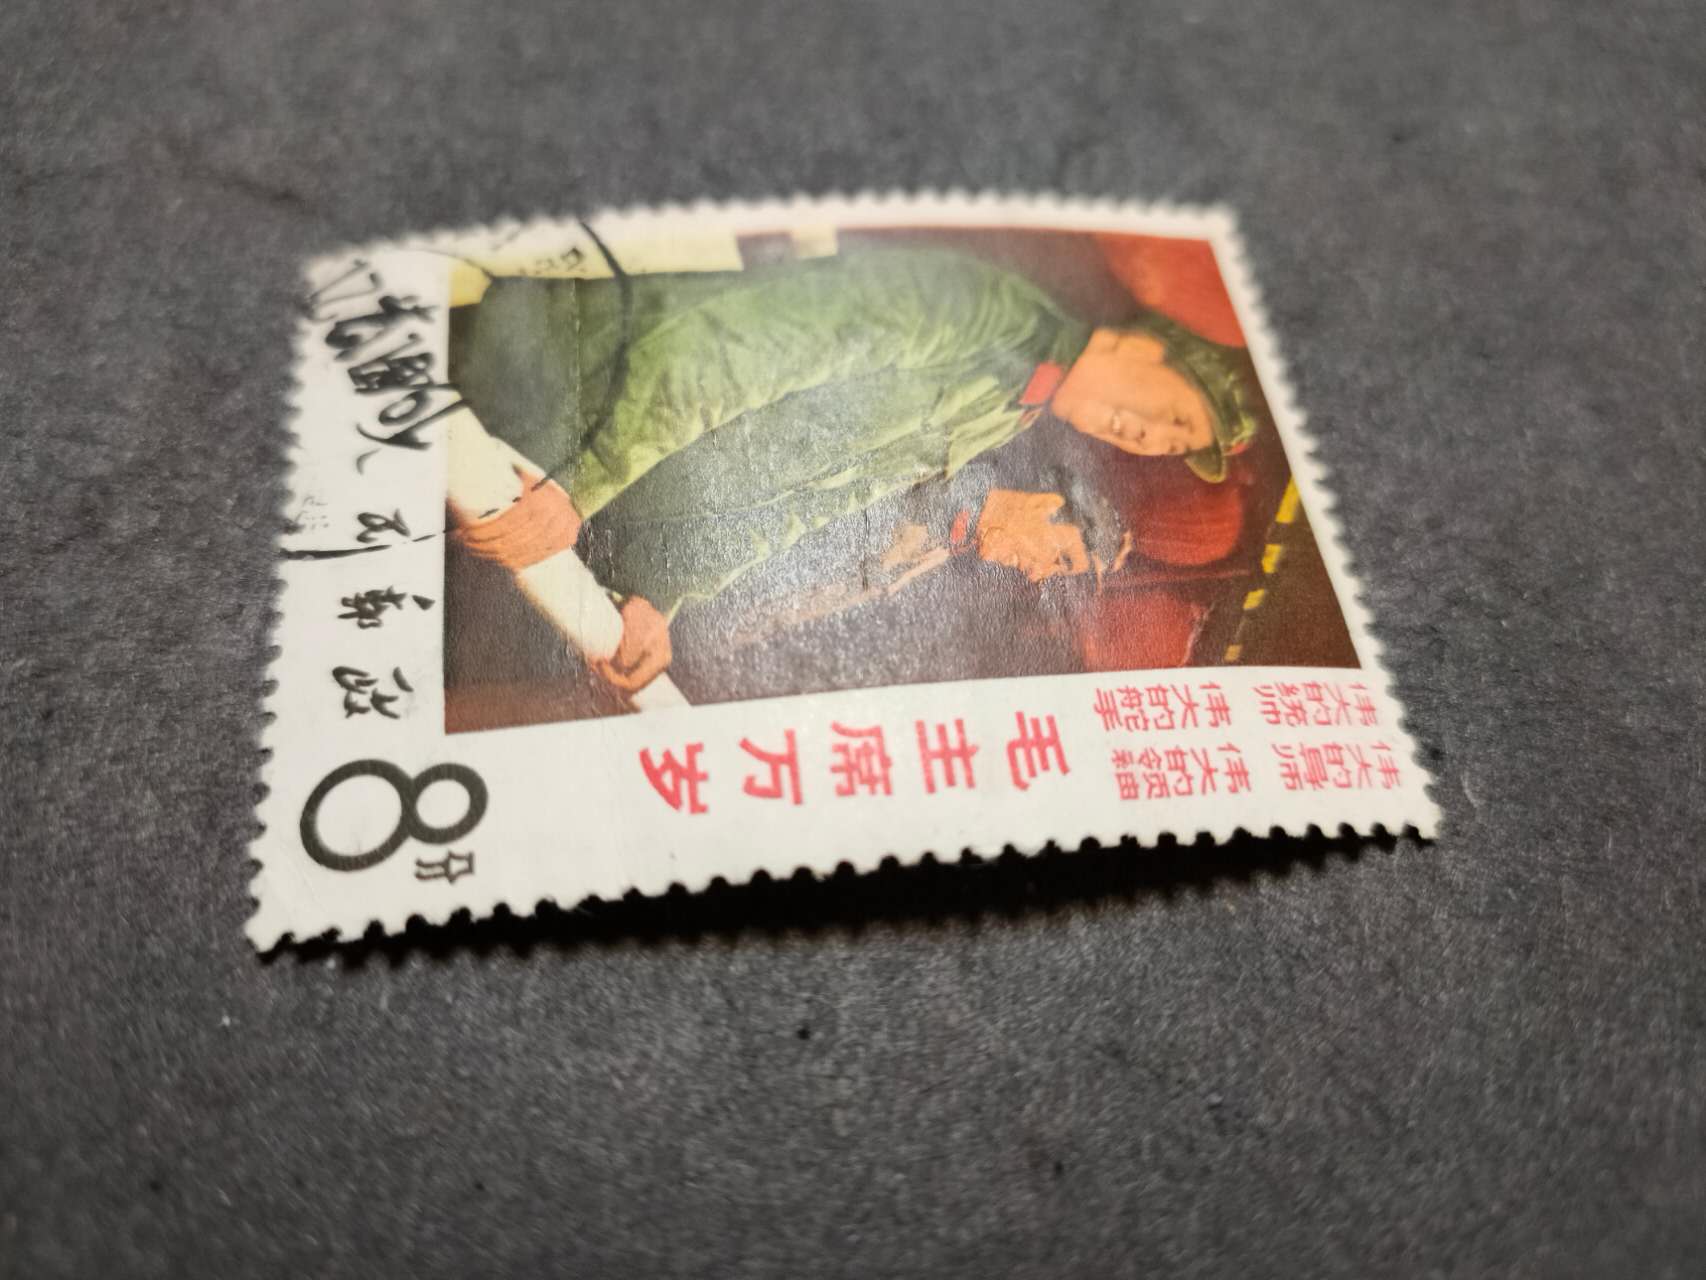 伟大的导师
伟大的领袖
伟大的统帅
伟大的舵手
毛主席万岁
中国人民邮政
8分